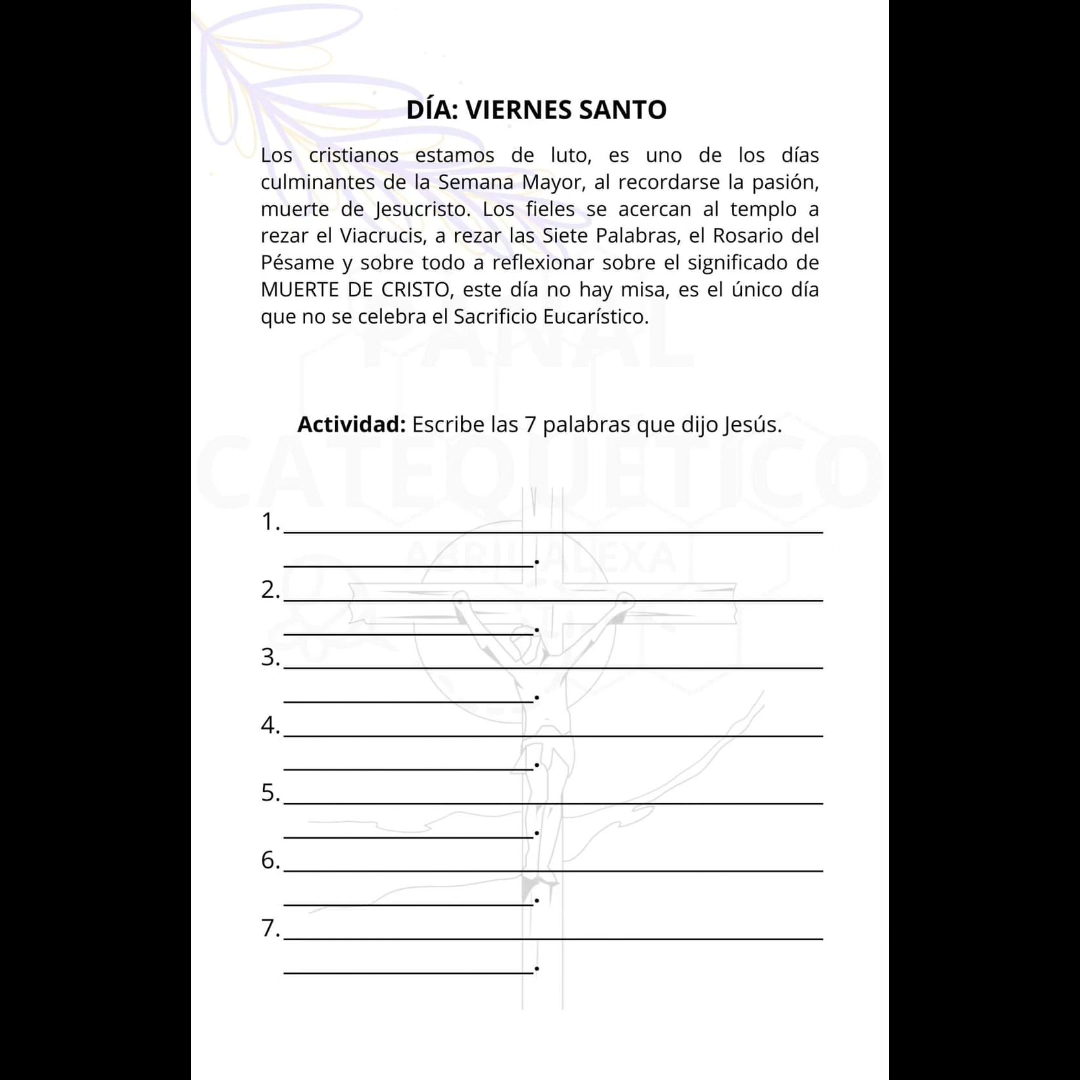 DÍA: VIERNES SANTO
Los cristianos estamos de luto, es uno de los días
culminantes de la Semana Mayor, al recordarse la pasión,
muerte de Jesucristo. Los fieles se acercan al templo a
rezar el Viacrucis, a rezar las Siete Palabras, el Rosario del
Pésame y sobre todo a reflexionar sobre el significado de
MUERTE DE CRISTO, este día no hay misa, es el único día
que no se celebra el Sacrificio Eucarístico.
PANAL
Actividad: Escribe las 7 palabras que dijo Jesús.
CATEQUÉTICO
1.
ABRIL ALEXA
2.
3.
4.
5.
6.
7.